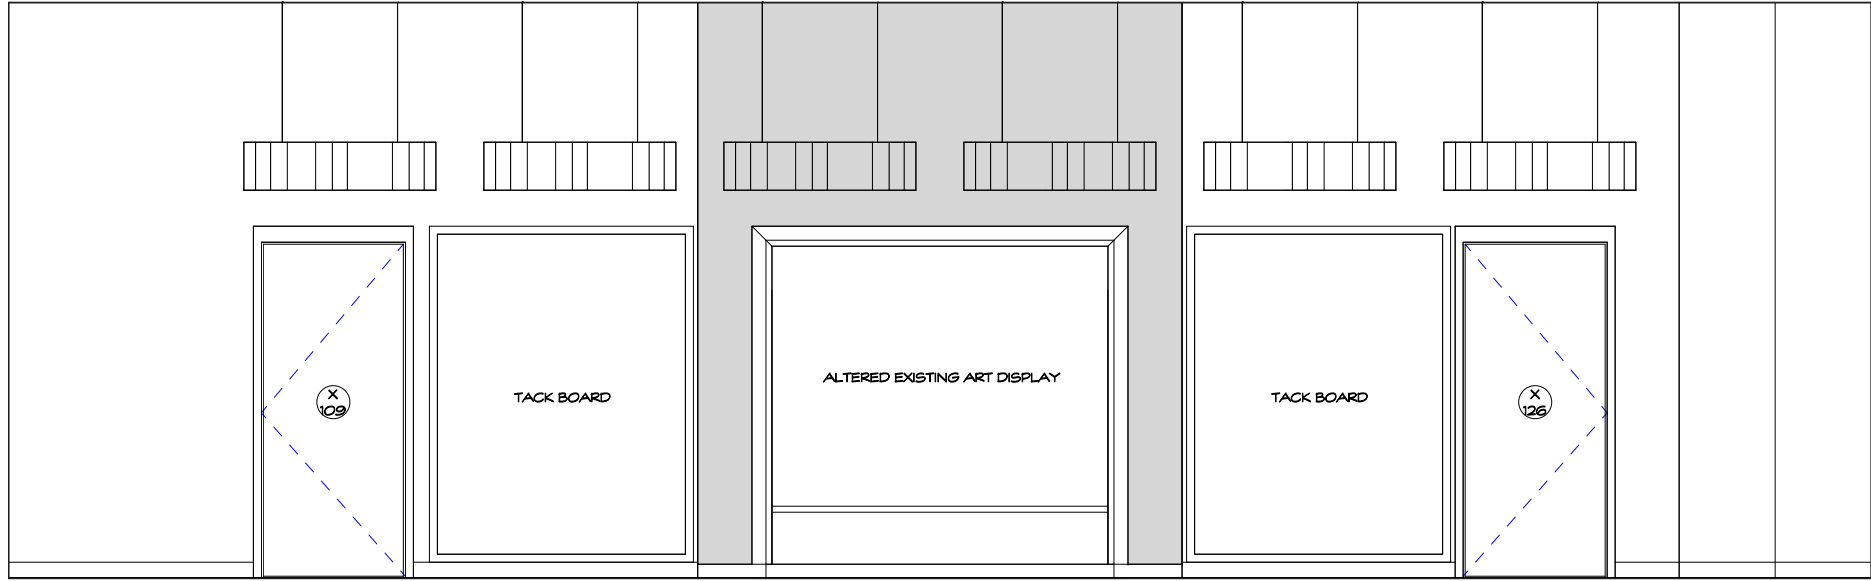 ALTERED EXISTING ART DISPLAY
TACK BOARD
TACK BOARD
X
109
X
126